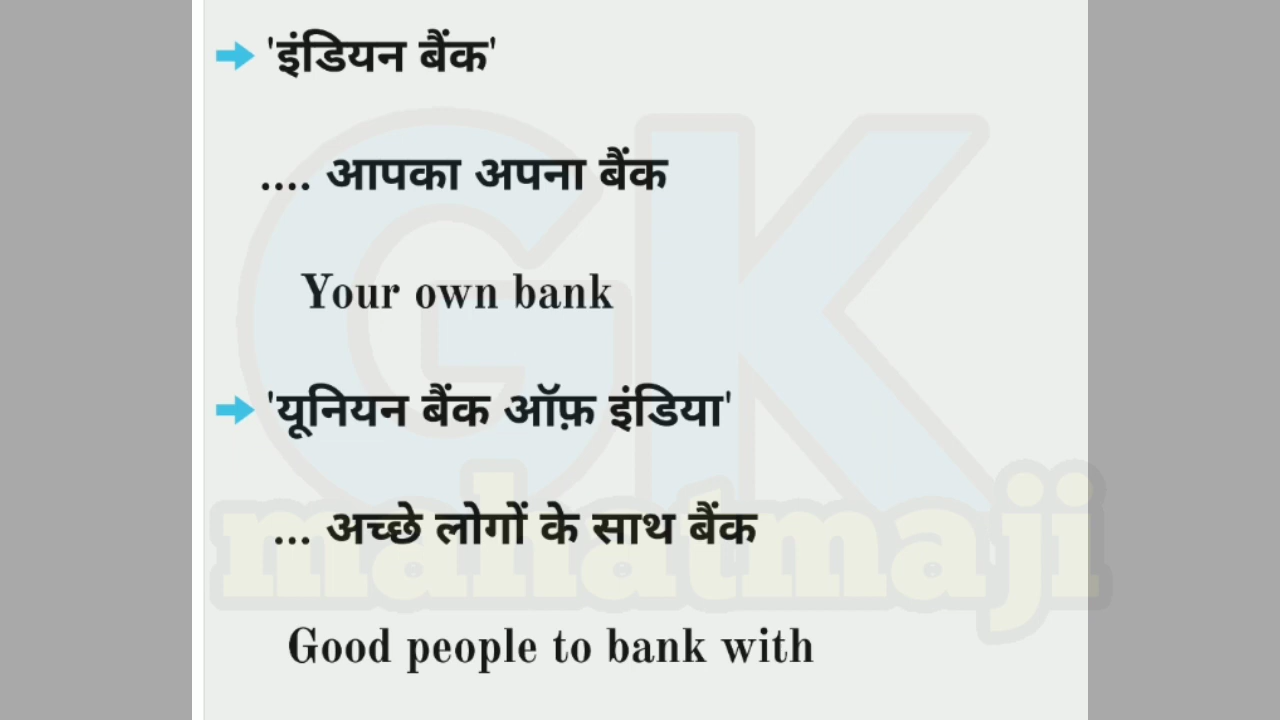 'इंडियन बैंक'
.... आपका अपना बैंक
Your own bank
'यूनियन बैंक ऑफ़ इंडिया'
... अच्छे लोगों के साथ बैंक
Good people to bank with
GK
mahatmaji